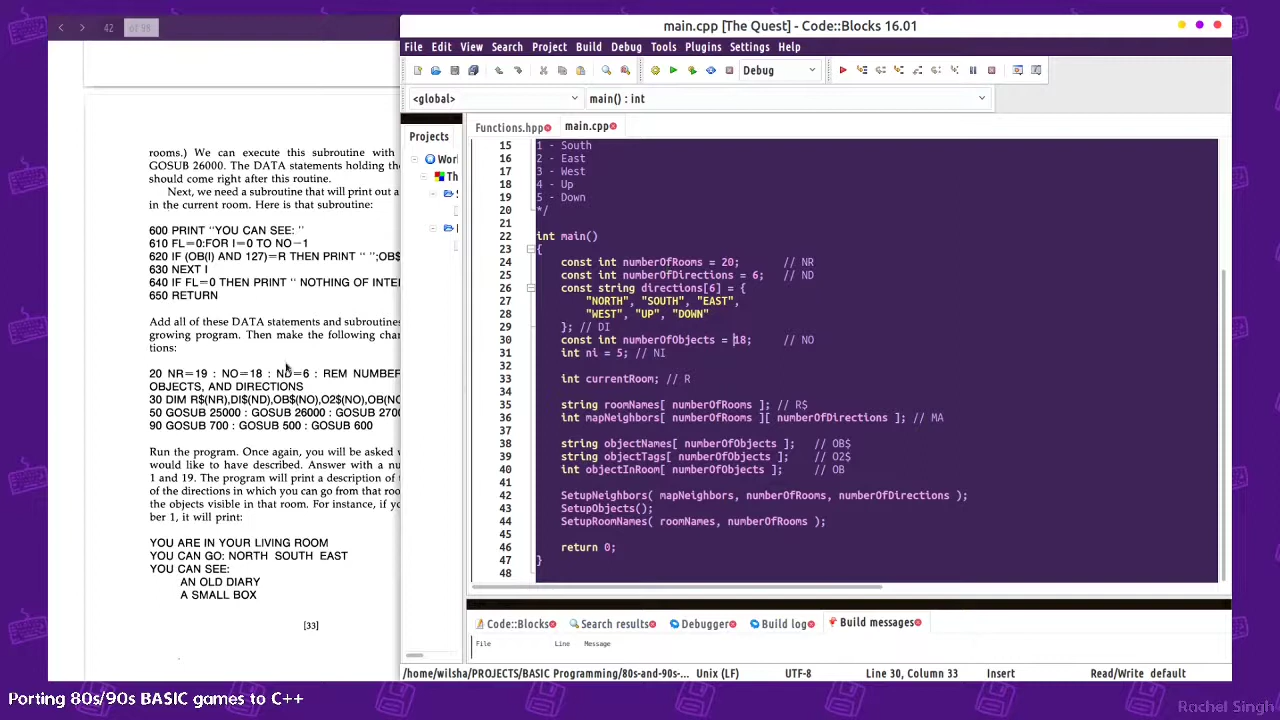 42 of 98
rooms.) We can execute this subroutine with
GOSUB 26000. The DATA statements holding the
should come right after this routine.
Next, we need a subroutine that will print out a
in the current room. Here is that subroutine:
600 PRINT "YOU CAN SEE: "
610 FL=0:FOR I=0 TO NO-1
620 IF (OB(I) AND 127)=R THEN PRINT " ";OB$
630 NEXT I
640 IF FL=0 THEN PRINT " NOTHING OF INTE
650 RETURN
Add all of these DATA statements and subroutines
growing program. Then make the following cha
tions:
20 NR=19 : NO=18 : ND=6 : REM NUMBER
OBJECTS, AND DIRECTIONS
30 DIM R$(NR),DI$(ND),OB$(NO),O2$(NO),OB(NO
50 GOSUB 25000 : GOSUB 26000 : GOSUB 2700
90 GOSUB 700 : GOSUB 500 : GOSUB 600
Run the program. Once again, you will be asked w
would like to have described. Answer with a nu
1 and 19. The program will print a description of t
of the directions in which you can go from that roo
the objects visible in that room. For instance, if yo
ber 1, it will print:
YOU ARE IN YOUR LIVING ROOM
YOU CAN GO: NORTH SOUTH EAST
YOU CAN SEE:
AN OLD DIARY
A SMALL BOX
[33]
main.cpp [The Quest] - Code::Blocks 16.01
File Edit View Search Project Build Debug Tools Plugins Settings Help
Debug
<global> main() : int
Projects
Wor
Th
S
Functions.hpp main.cpp
15 1 - South
16 2 - East
17 3 - West
18 4 - Up
19 5 - Down
20 */
21
22 int main()
23 {
24 const int numberOfRooms = 20; // NR
25 const int numberOfDirections = 6; // ND
26 const string directions[6] = {
27 "NORTH", "SOUTH", "EAST",
28 "WEST", "UP", "DOWN"
29 }; // DI
30 const int numberOfObjects = 18; // NO
31 int ni = 5; // NI
32
33 int currentRoom; // R
34
35 string roomNames[ numberOfRooms ]; // R$
36 int mapNeighbors[ numberOfRooms ][ numberOfDirections ]; // MA
37
38 string objectNames[ numberOfObjects ]; // OB$
39 string objectTags[ numberOfObjects ]; // O2$
40 int objectInRoom[ numberOfObjects ]; // OB
41
42 SetupNeighbors( mapNeighbors, numberOfRooms, numberOfDirections );
43 SetupObjects();
44 SetupRoomNames( roomNames, numberOfRooms );
45
46 return 0;
47 }
48
Code::Blocks Search results Debugger Build log Build messages
File Line Message
/home/wilsha/PROJECTS/BASIC Programming/80s-and-90s-... Unix (LF) UTF-8 Line 30, Column 33 Insert Read/Write default
Porting 80s/90s BASIC games to C++
Rachel Singh